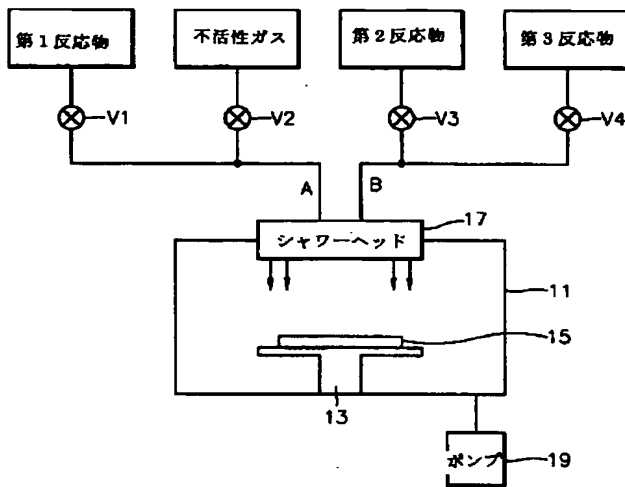 第1反応物
不活性ガス
第2反応物
第3反応物
V1
V2
V3
V4
A
B
17
シャワーヘッド
11
15
13
ポンプ
19